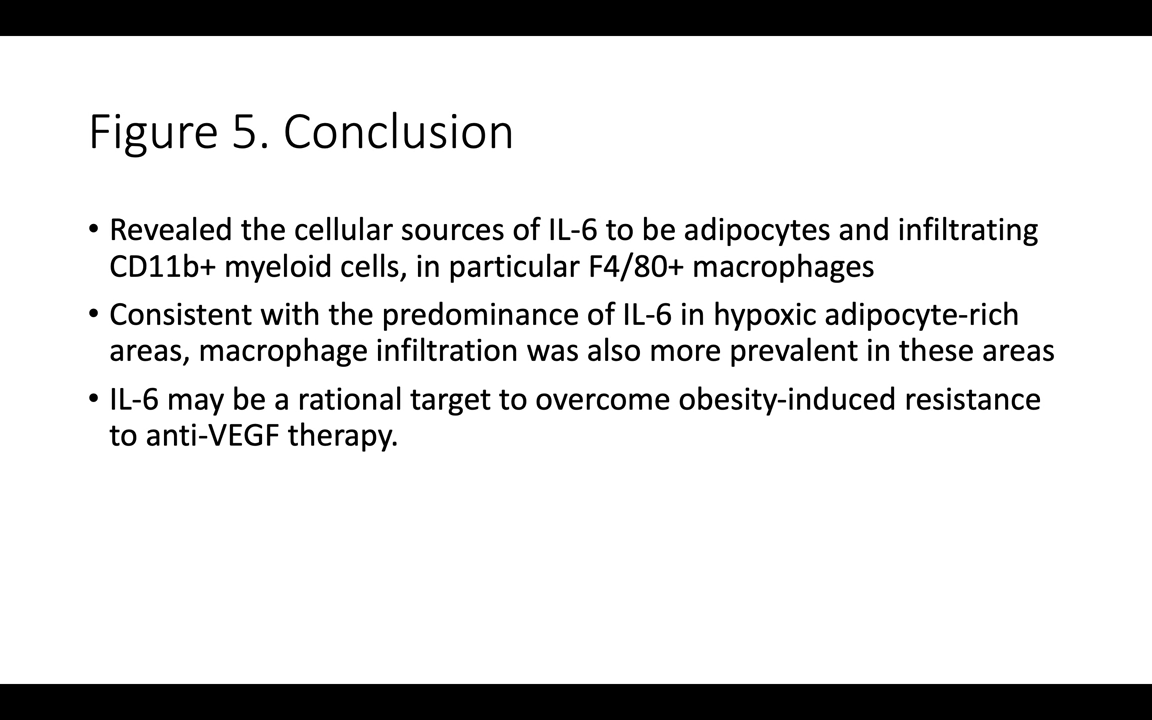 Figure 5. Conclusion
• Revealed the cellular sources of IL-6 to be adipocytes and infiltrating
CD11b+ myeloid cells, in particular F4/80+ macrophages
• Consistent with the predominance of IL-6 in hypoxic adipocyte-rich
areas, macrophage infiltration was also more prevalent in these areas
• IL-6 may be a rational target to overcome obesity-induced resistance
to anti-VEGF therapy.